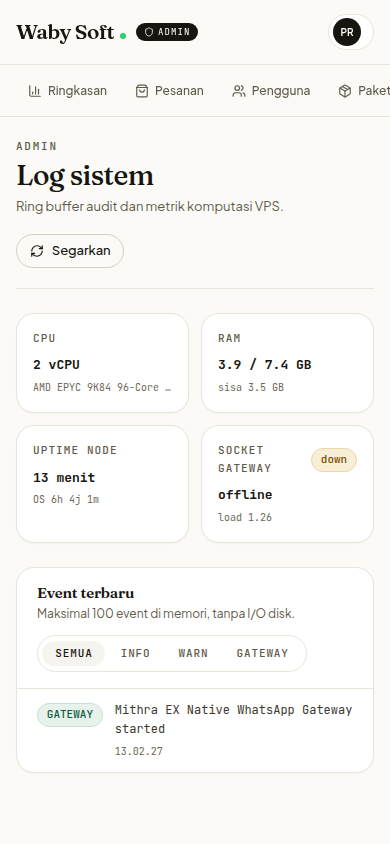 Waby Soft
ADMIN
PR
Ringkasan
Pesanan
Pengguna
Paket
ADMIN
Log sistem
Ring buffer audit dan metrik komputasi VPS.
Segarkan
CPU
2 vCPU
AMD EPYC 9K84 96-Core …
RAM
3.9 / 7.4 GB
sisa 3.5 GB
UPTIME NODE
13 menit
OS 6h 4j 1m
SOCKET
GATEWAY
down
offline
load 1.26
Event terbaru
Maksimal 100 event di memori, tanpa I/O disk.
SEMUA
INFO
WARN
GATEWAY
GATEWAY
Mithra EX Native WhatsApp Gateway
started
13.02.27